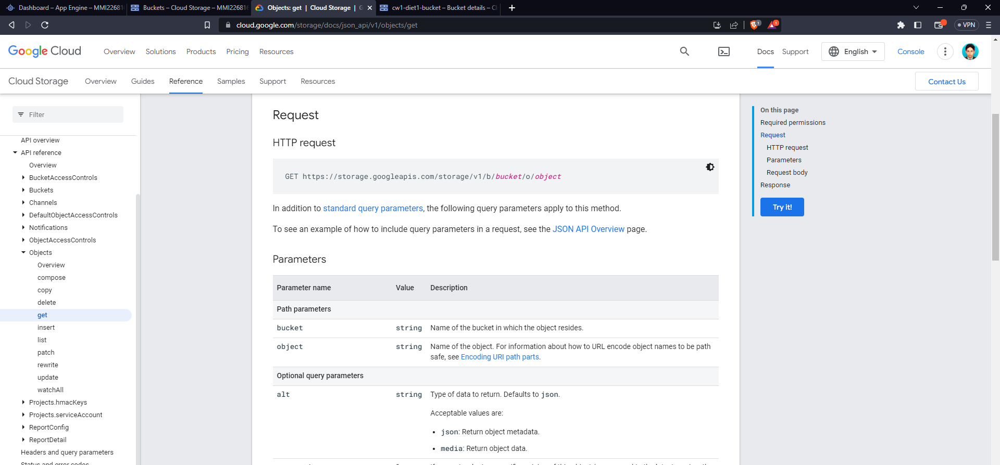 Dashboard – App Engine – MMI22681
Buckets – Cloud Storage – MMI22681
Objects: get | Cloud Storage | G
cw1-diet1-bucket – Bucket details – Cl
cloud.google.com/storage/docs/json_api/v1/objects/get
1
1
VPN
Google Cloud
Overview
Solutions
Products
Pricing
Resources
Docs
Support
English
Console
Cloud Storage
Overview
Guides
Reference
Samples
Support
Resources
Contact Us
Filter
API overview
API reference
Overview
BucketAccessControls
Buckets
Channels
DefaultObjectAccessControls
Notifications
ObjectAccessControls
Objects
Overview
compose
copy
delete
get
insert
list
patch
rewrite
update
watchAll
Projects.hmacKeys
Projects.serviceAccount
ReportConfig
ReportDetail
Headers and query parameters
Status and error codes
Request
HTTP request
GET https://storage.googleapis.com/storage/v1/b/bucket/o/object
In addition to standard query parameters, the following query parameters apply to this method.
To see an example of how to include query parameters in a request, see the JSON API Overview page.
Parameters
Parameter name Value Description
Path parameters
bucket string Name of the bucket in which the object resides.
object string Name of the object. For information about how to URL encode object names to be path
safe, see Encoding URI path parts.
Optional query parameters
alt string Type of data to return. Defaults to json.
Acceptable values are:
• json: Return object metadata.
• media: Return object data.
On this page
Required permissions
Request
HTTP request
Parameters
Request body
Response
Try it!